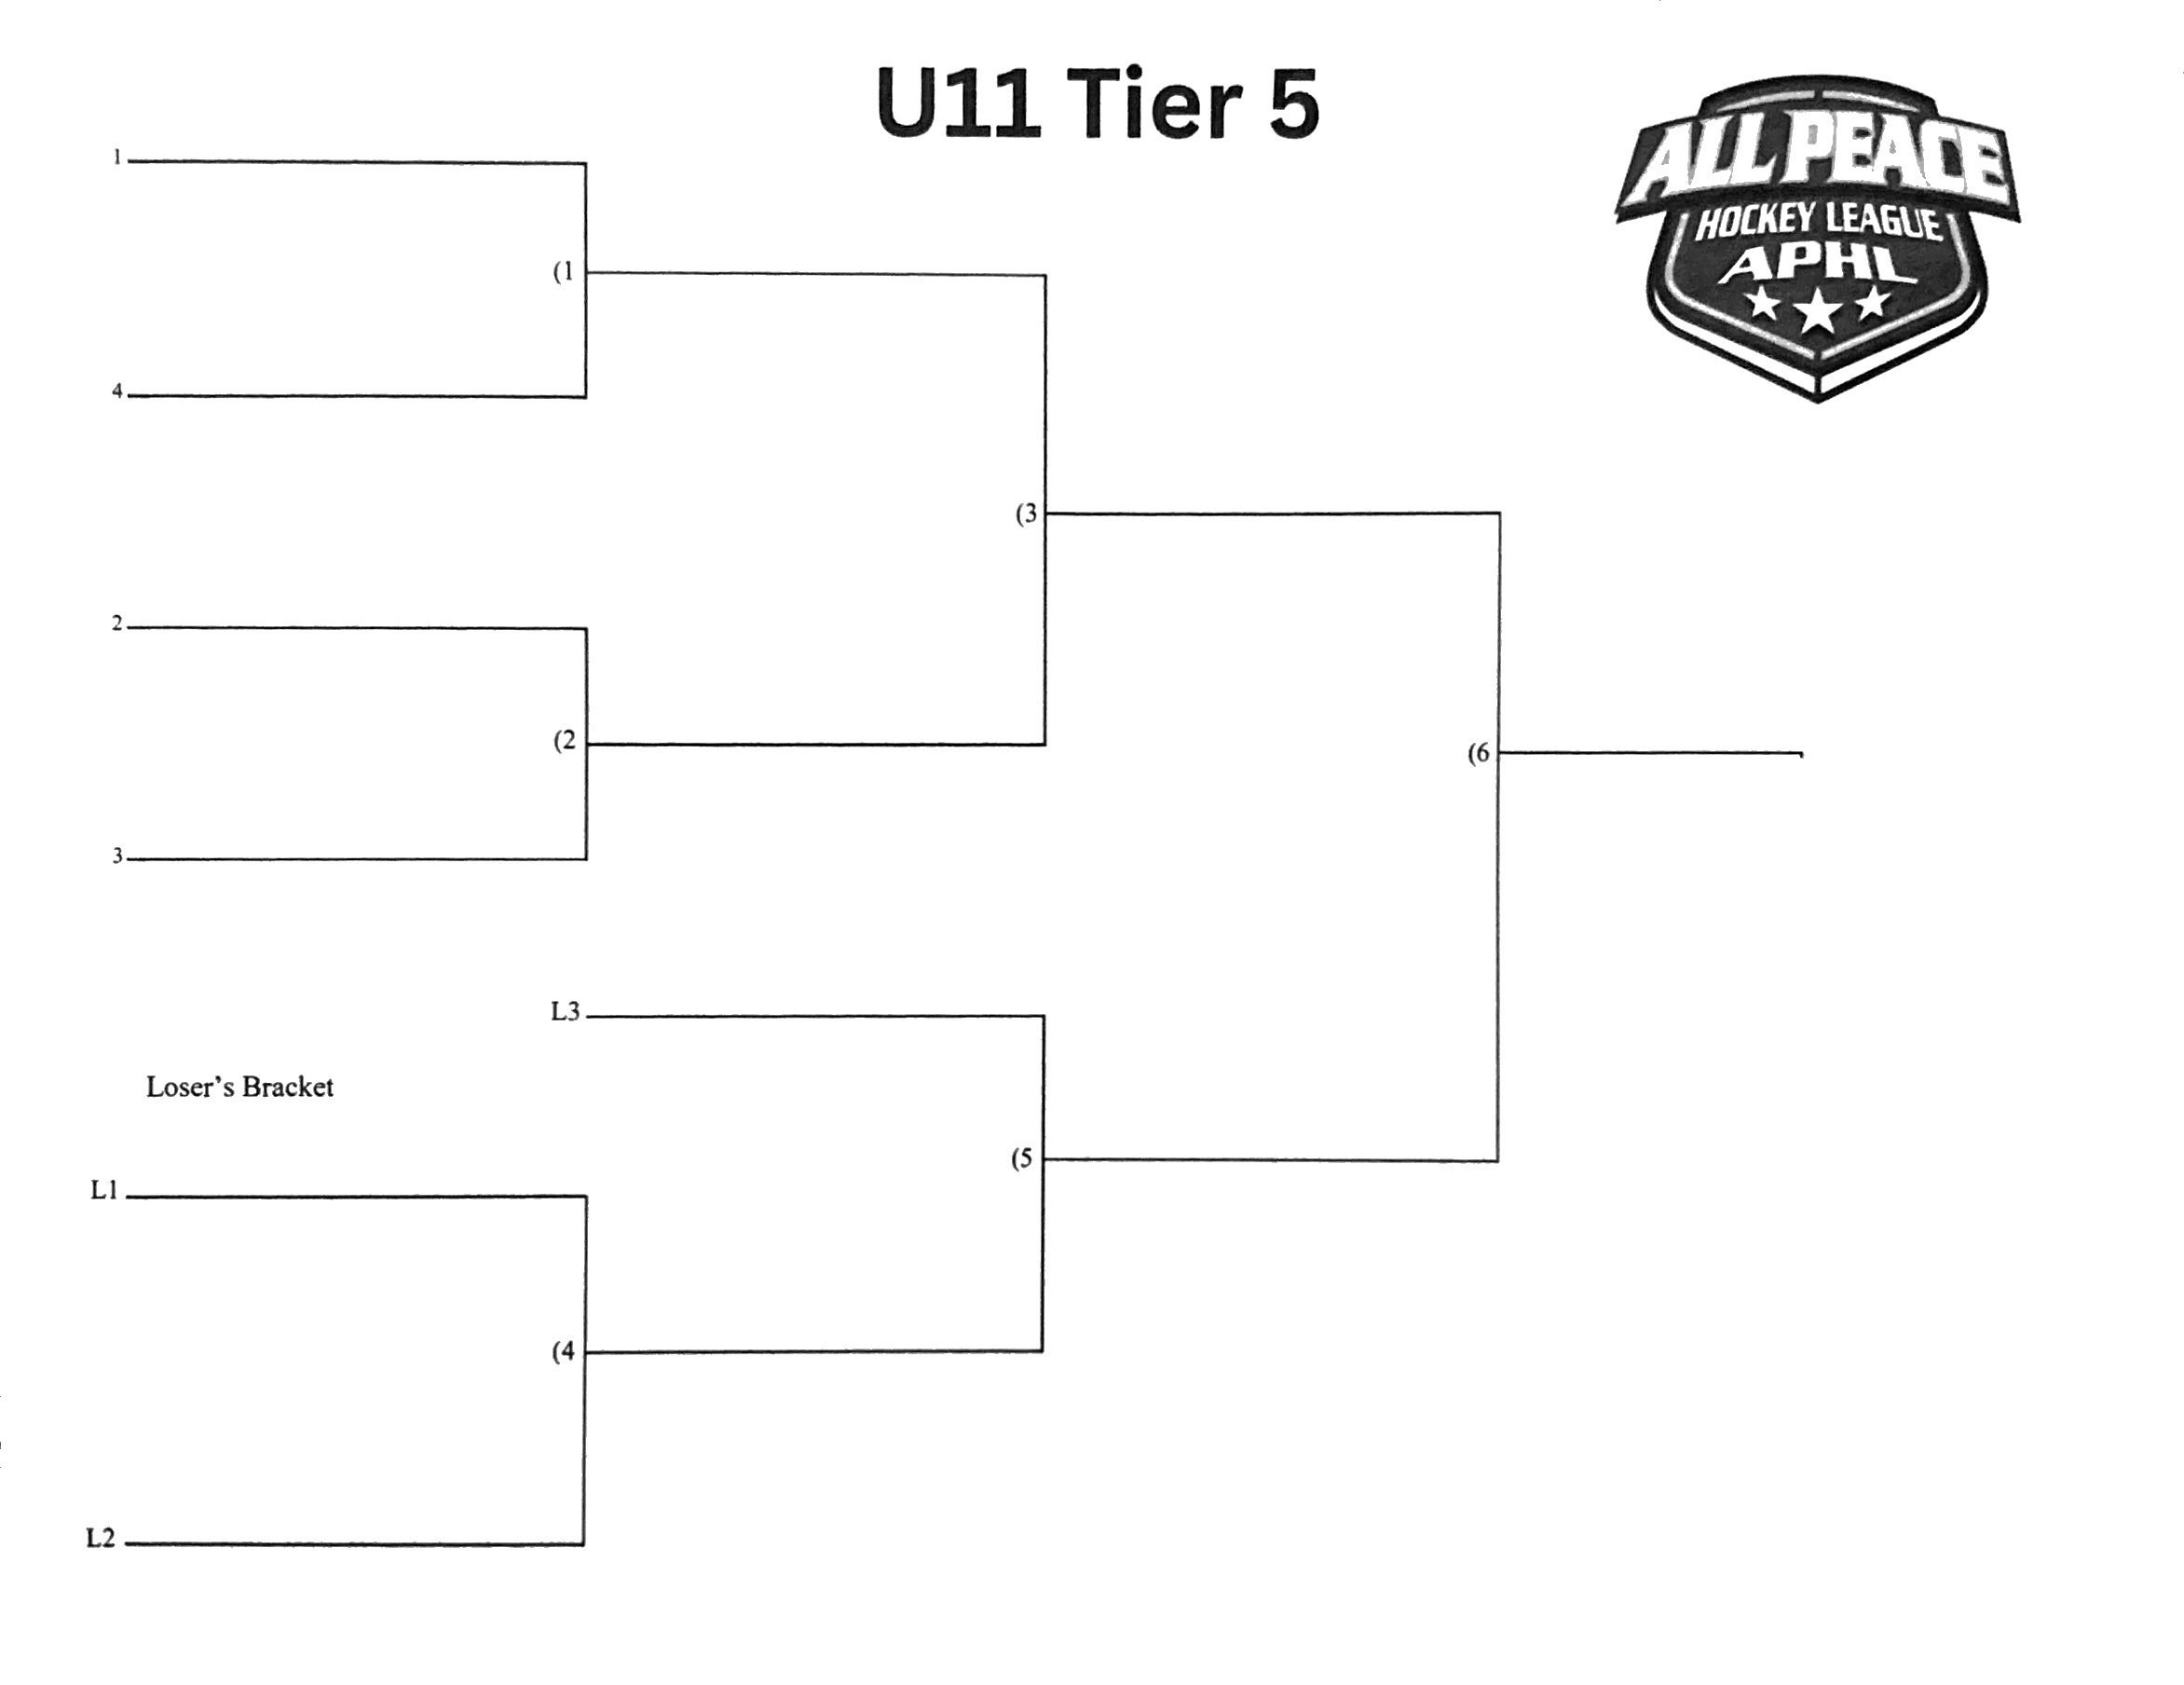 U11 Tier 5
ALL PEACE
HOCKEY LEAGUE
APHL
1
(1
4
(3
2
(2
(6
3
L3
Loser’s Bracket
(5
L1
(4
L2